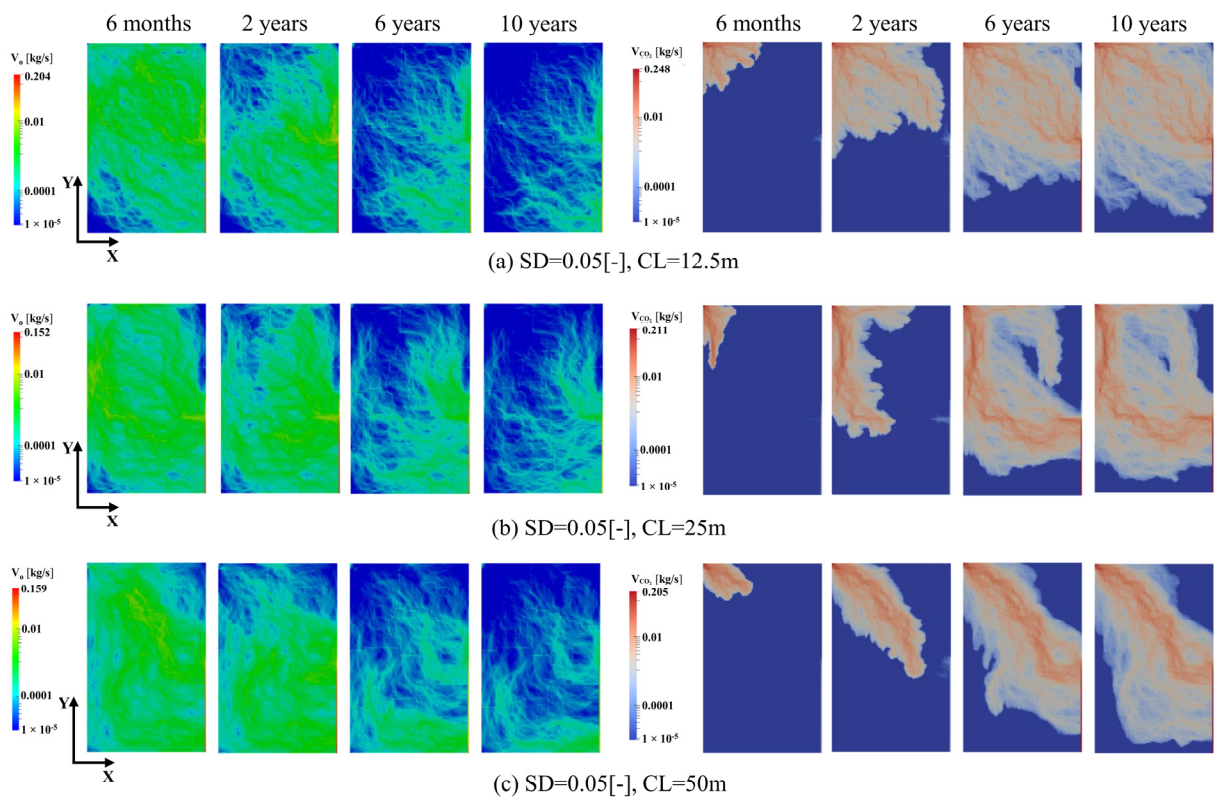 6 months 2 years 6 years 10 years 6 months 2 years 6 years 10 years
Vo [kg/s] VCO2 [kg/s]
0.204 0.248
0.01 0.01
0.0001 0.0001
1 × 10-5 1 × 10-5
Y
X
(a) SD=0.05[-], CL=12.5m
Vo [kg/s] VCO2 [kg/s]
0.152 0.211
0.01 0.01
0.0001 0.0001
1 × 10-5 1 × 10-5
Y
X
(b) SD=0.05[-], CL=25m
Vo [kg/s] VCO2 [kg/s]
0.159 0.205
0.01 0.01
0.0001 0.0001
1 × 10-5 1 × 10-5
Y
X
(c) SD=0.05[-], CL=50m